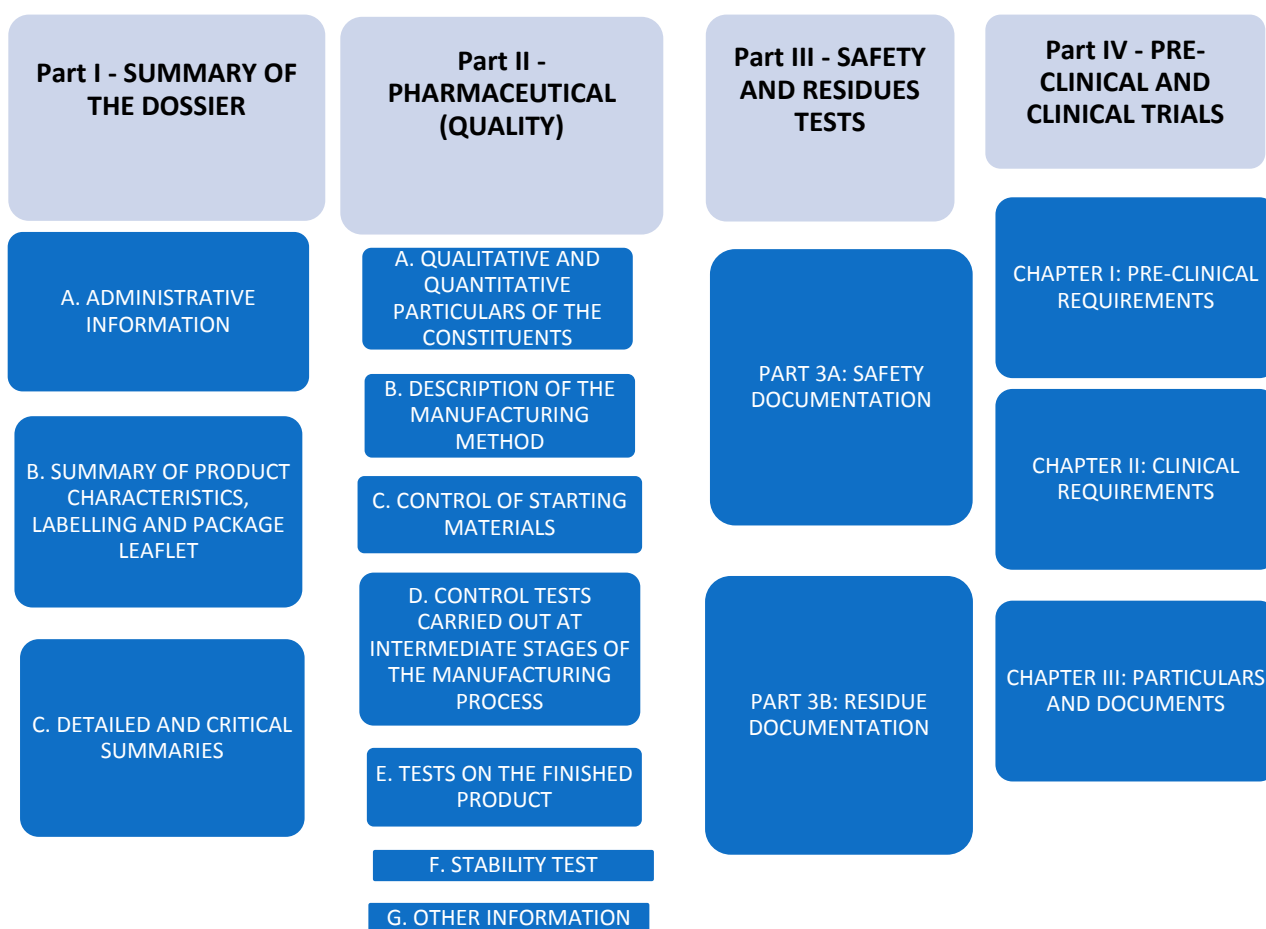 Part I - SUMMARY OF
THE DOSSIER
A. ADMINISTRATIVE
INFORMATION
B. SUMMARY OF PRODUCT
CHARACTERISTICS,
LABELLING AND PACKAGE
LEAFLET
C. DETAILED AND CRITICAL
SUMMARIES
Part II -
PHARMACEUTICAL
(QUALITY)
A. QUALITATIVE AND
QUANTITATIVE
PARTICULARS OF THE
CONSTITUENTS
B. DESCRIPTION OF THE
MANUFACTURING
METHOD
C. CONTROL OF STARTING
MATERIALS
D. CONTROL TESTS
CARRIED OUT AT
INTERMEDIATE STAGES OF
THE MANUFACTURING
PROCESS
E. TESTS ON THE FINISHED
PRODUCT
F. STABILITY TEST
G. OTHER INFORMATION
Part III - SAFETY
AND RESIDUES
TESTS
PART 3A: SAFETY
DOCUMENTATION
PART 3B: RESIDUE
DOCUMENTATION
Part IV - PRE-
CLINICAL AND
CLINICAL TRIALS
CHAPTER I: PRE-CLINICAL
REQUIREMENTS
CHAPTER II: CLINICAL
REQUIREMENTS
CHAPTER III: PARTICULARS
AND DOCUMENTS